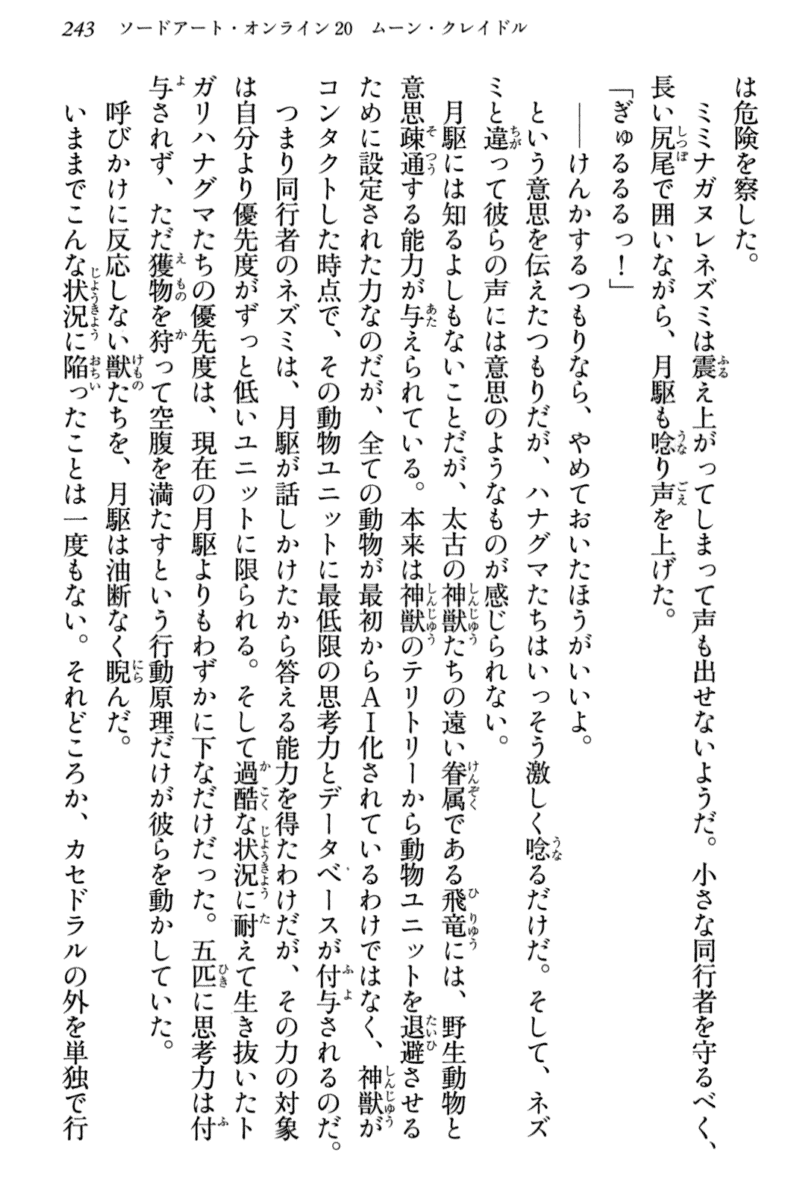 243　ソードアート・オンライン20　ムーン・クレイドル
は危険を察した。
　ミミナガヌレネズミは震え上がってしまって声も出せないようだ。小さな同行者を守るべく、
長い尻尾で囲いながら、月駆も唸り声を上げた。
「ぎゅるるるっ！」
　――けんかするつもりなら、やめておいたほうがいいよ。
　という意思を伝えたつもりだが、ハナグマたちはいっそう激しく唸るだけだ。そして、ネズ
ミと違って彼らの声には意思のようなものが感じられない。
　月駆には知るよしもないことだが、太古の神獣たちの遠い眷属である飛竜には、野生動物と
意思疎通する能力が与えられている。本来は神獣のテリトリーから動物ユニットを退避させる
ために設定された力なのだが、全ての動物が最初からAI化されているわけではなく、神獣が
コンタクトした時点で、その動物ユニットに最低限の思考力とデータベースが付与されるのだ。
　つまり同行者のネズミは、月駆が話しかけたから答える能力を得たわけだが、その力の対象
は自分より優先度がずっと低いユニットに限られる。そして過酷な状況に耐えて生き抜いたト
ガリハナグマたちの優先度は、現在の月駆よりもわずかに下なだけだった。五匹に思考力は付
与されず、ただ獲物を狩って空腹を満たすという行動原理だけが彼らを動かしていた。
　呼びかけに反応しない獣たちを、月駆は油断なく睨んだ。
　いままでこんな状況に陥ったことは一度もない。それどころか、カセドラルの外を単独で行